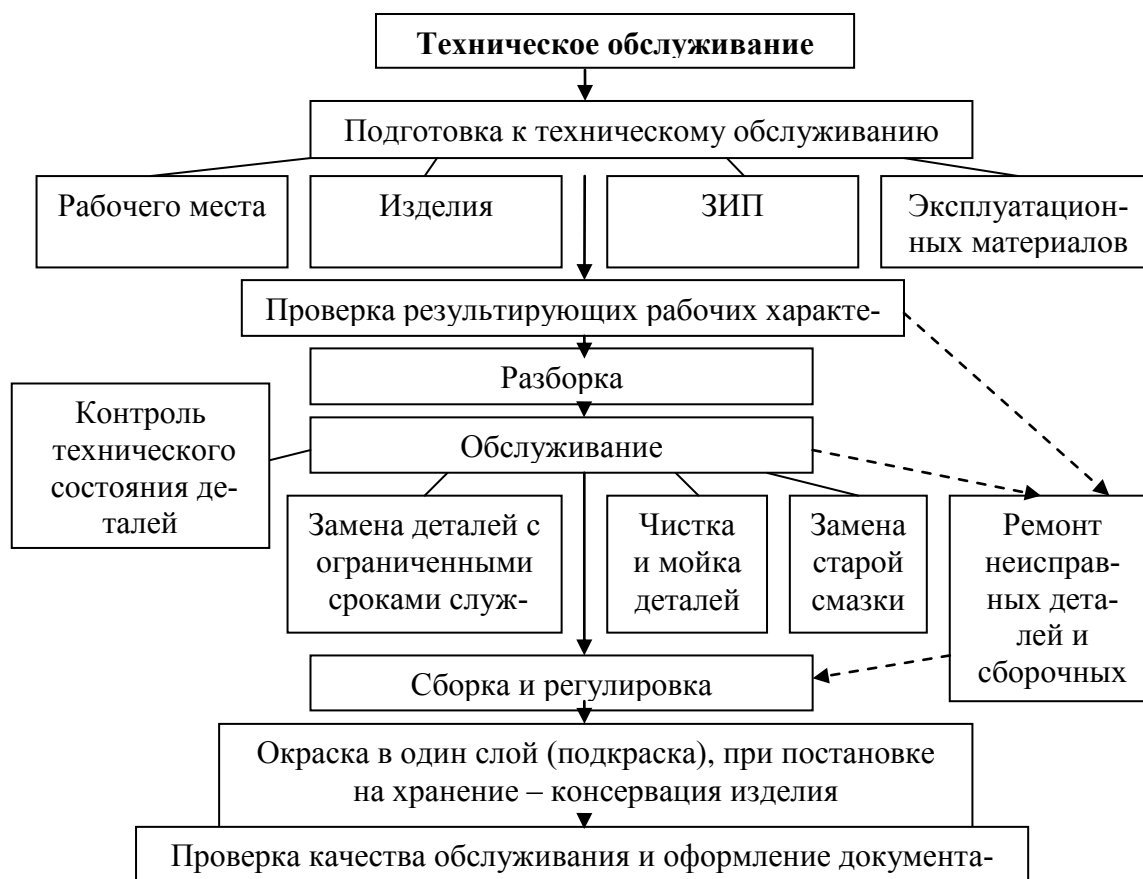 Техническое обслуживание
Подготовка к техническому обслуживанию
Рабочего места
Изделия
ЗИП
Эксплуатацион-
ных материалов
Проверка результирующих рабочих характе-
Разборка
Контроль
технического
состояния де-
талей
Обслуживание
Замена деталей с
ограниченными
сроками служ-
Чистка
и мойка
деталей
Замена
старой
смазки
Ремонт
неисправ-
ных дета-
лей и
сборочных
Сборка и регулировка
Окраска в один слой (подкраска), при постановке
на хранение – консервация изделия
Проверка качества обслуживания и оформление документа-